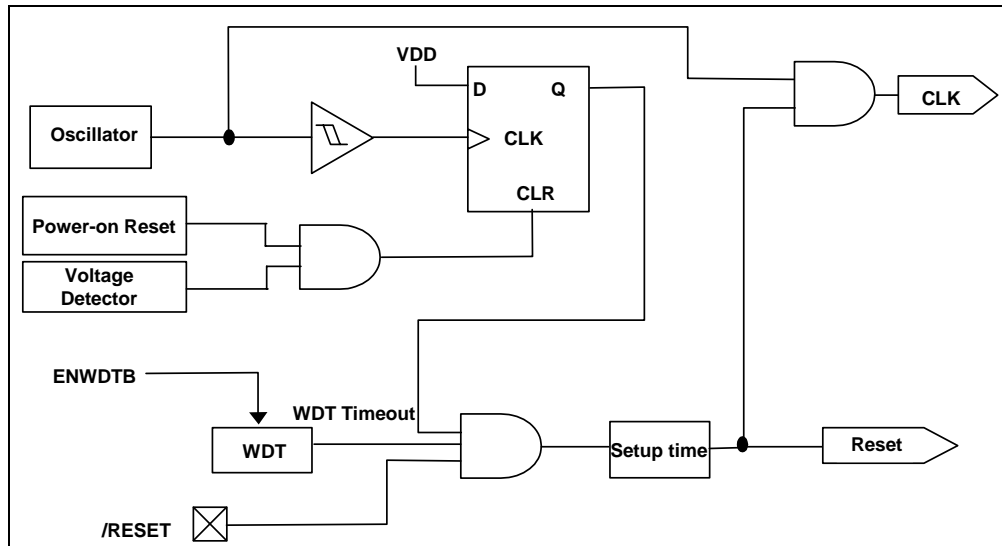 VDD
D
Q
CLK
Oscillator
CLK
CLR
Power-on Reset
Voltage
Detector
ENWDTB
WDT Timeout
WDT
Setup time
Reset
/RESET